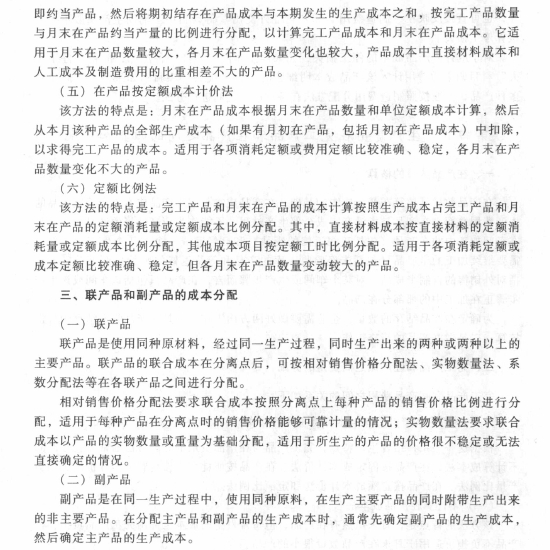 即约当产品，然后将期初结存在产品成本与本期发生的生产成本之和，按完工产品数量
与月末在产品约当产量的比例进行分配，以计算完工产品成本和月末在产品成本。它适
用于月末在产品数量较大，各月末在产品数量变化也较大，产品成本中直接材料成本和
人工成本及制造费用的比重相差不大的产品。
（五）在产品按定额成本计价法
该方法的特点是：月末在产品成本根据月末在产品数量和单位定额成本计算，然后
从本月该种产品的全部生产成本（如果有月初在产品，包括月初在产品成本）中扣除，
以求得完工产品的成本。适用于各项消耗定额或费用定额比较准确、稳定，各月末在产
品数量变化不大的产品。
（六）定额比例法
该方法的特点是：完工产品和月末在产品的成本计算按照生产成本占完工产品和月
末在产品的定额消耗量或定额成本比例分配。其中，直接材料成本按直接材料的定额消
耗量或定额成本比例分配，其他成本项目按定额工时比例分配。适用于各项消耗定额或
成本定额比较准确、稳定，但各月末在产品数量变动较大的产品。
三、联产品和副产品的成本分配
（一）联产品
联产品是使用同种原材料，经过同一生产过程，同时生产出来的两种或两种以上的
主要产品。联产品的联合成本在分离点后，可按相对销售价格分配法、实物数量法、系
数分配法等在各联产品之间进行分配。
相对销售价格分配法要求联合成本按照分离点上每种产品的销售价格比例进行分
配，适用于每种产品在分离点时的销售价格能够可靠计量的情况；实物数量法要求联合
成本以产品的实物数量或重量为基础分配，适用于所生产的产品的价格很不稳定或无法
直接确定的情况。
（二）副产品
副产品是在同一生产过程中，使用同种原料，在生产主要产品的同时附带生产出来
的非主要产品。在分配主产品和副产品的生产成本时，通常先确定副产品的生产成本，
然后确定主产品的生产成本。